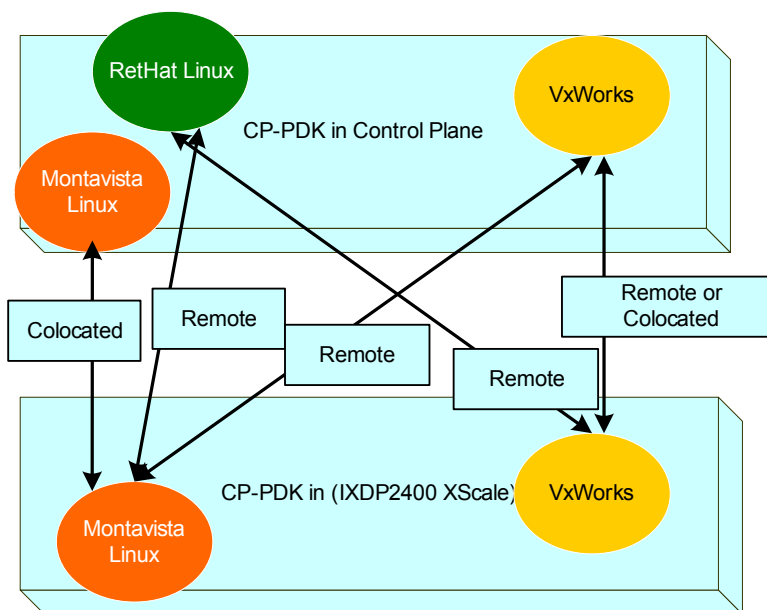 RetHat Linux
VxWorks
CP-PDK in Control Plane
Montavista
Linux
Colocated
Remote
Remote
Remote or
Colocated
Remote
CP-PDK in (IXDP2400 XScale)
VxWorks
Montavista
Linux